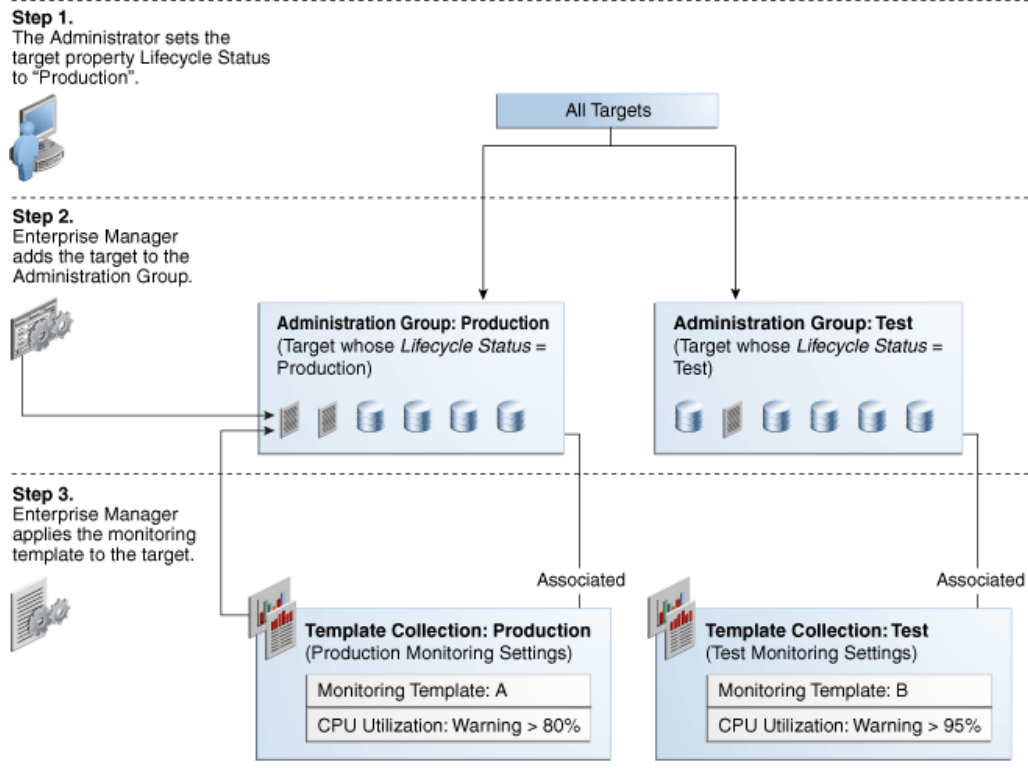 Step 1.
The Administrator sets the
target property Lifecycle Status
to “Production”.
All Targets
Step 2.
Enterprise Manager
adds the target to the
Administration Group.
Administration Group: Production
(Target whose Lifecycle Status =
Production)
Administration Group: Test
(Target whose Lifecycle Status =
Test)
Step 3.
Enterprise Manager
applies the monitoring
template to the target.
Associated
Associated
Template Collection: Production
(Production Monitoring Settings)
Monitoring Template: A
CPU Utilization: Warning > 80%
Template Collection: Test
(Test Monitoring Settings)
Monitoring Template: B
CPU Utilization: Warning > 95%